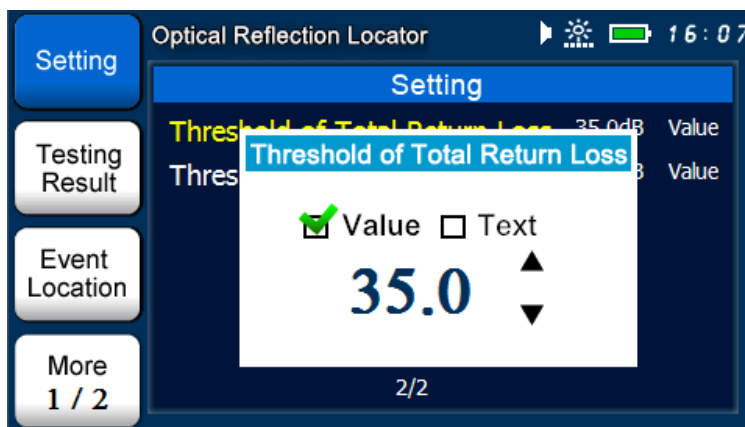 Setting
Optical Reflection Locator
16:07
Setting
Threshold of Total Return Loss 35.0dB Value
Thres B Value
Threshold of Total Return Loss
Value Text
35.0
Testing
Result
Event
Location
More
1 / 2
2/2